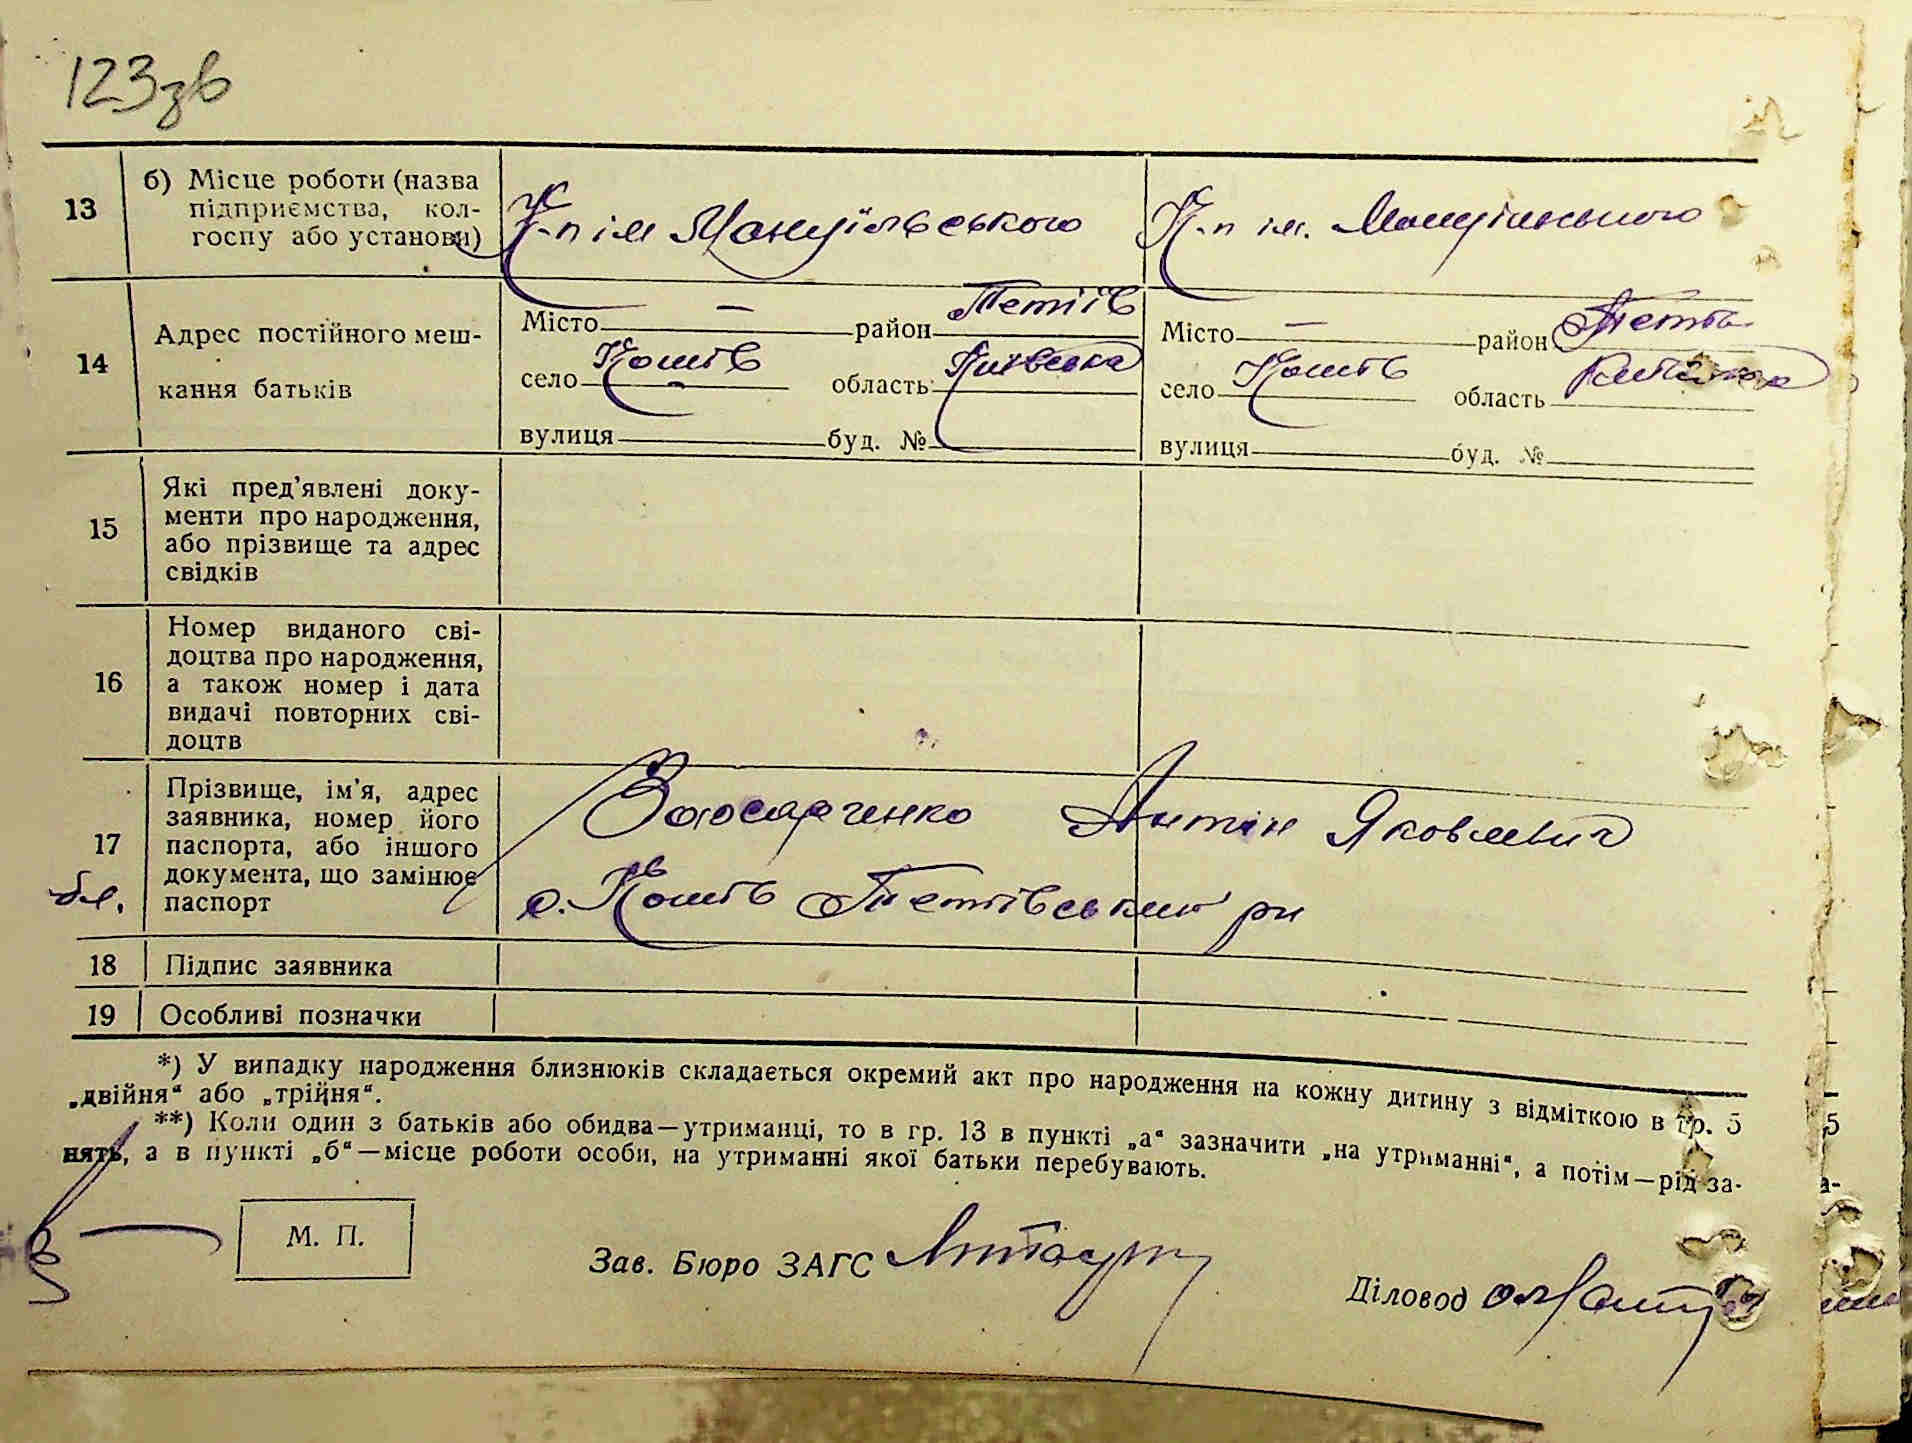 123зв
13
б) Місце роботи (назва
підприємства, кол-
госпу або установи)
К-п ім Мануїльського
К-п ім. Мануїльського
14
Адрес постійного меш-
кання батьків
Місто — район Тетіїв
село Кошів область Київська
вулиця буд. №
Місто — район
село Кошів область
вулиця буд. №
15
Які пред'явлені доку-
менти про народження,
або прізвище та адрес
свідків
16
Номер виданого сві-
доцтва про народження,
а також номер і дата
видачі повторних сві-
доцтв
17
Прізвище, ім'я, адрес
заявника, номер його
паспорта, або іншого
документа, що замінює
паспорт
Антін Яковлевич
с. Кошів Тетіївський рн
18
Підпис заявника
19
Особливі позначки
*) У випадку народження близнюків складається окремий акт про народження на кожну дитину з відміткою в гр. 5
„двійня“ або „трійня“.
**) Коли один з батьків або обидва—утриманці, то в гр. 13 в пункті „а“ зазначити „на утриманні“, а потім—рід за-
нять, а в пункті „б“—місце роботи особи, на утриманні якої батьки перебувають.
М. П.
Зав. Бюро ЗАГС
Діловод